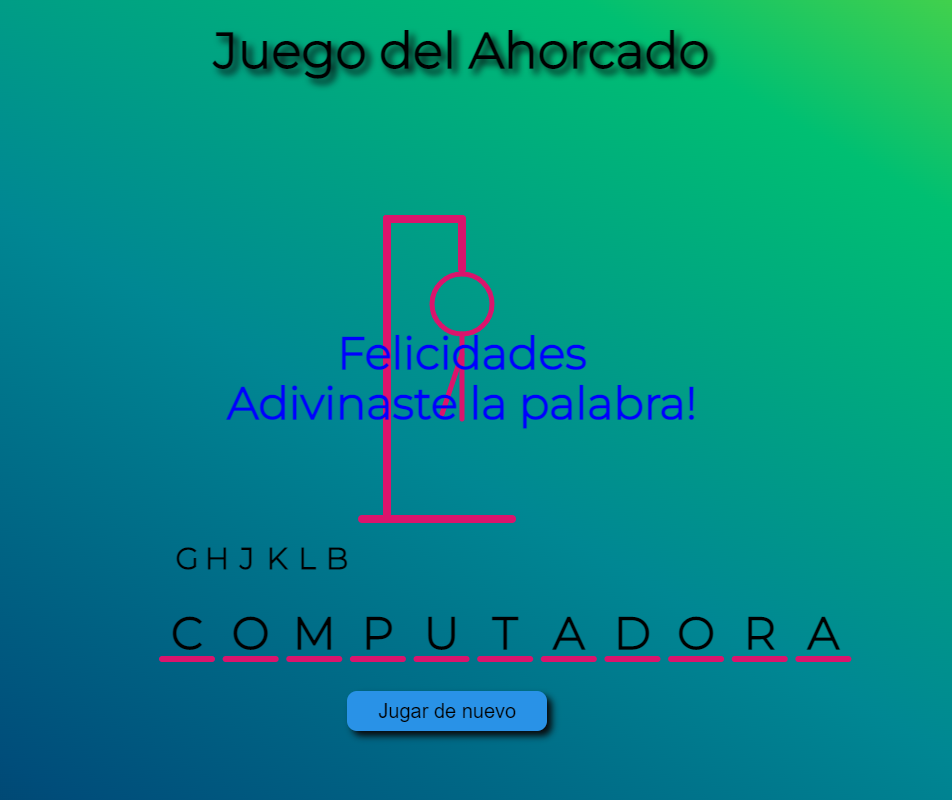 Juego del Ahorcado
Felicidades
Adivinaste la palabra!
G H J K L B
C O M P U T A D O R A
Jugar de nuevo